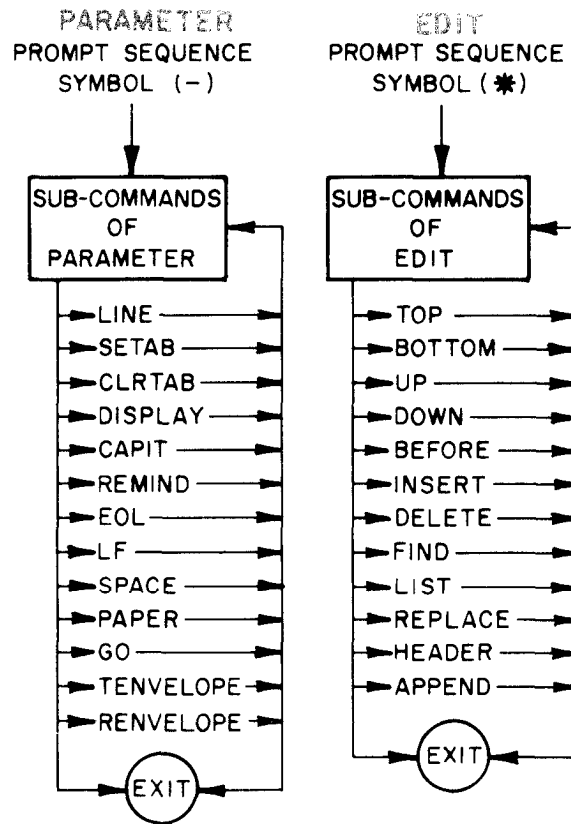 PARAMETER
PROMPT SEQUENCE
SYMBOL (-)
SUB-COMMANDS
OF
PARAMETER
LINE
SETAB
CLRTAB
DISPLAY
CAPIT
REMIND
EOL
LF
SPACE
PAPER
GO
TENVELOPE
RENVELOPE
EXIT
EDIT
PROMPT SEQUENCE
SYMBOL (*)
SUB-COMMANDS
OF
EDIT
TOP
BOTTOM
UP
DOWN
BEFORE
INSERT
DELETE
FIND
LIST
REPLACE
HEADER
APPEND
EXIT